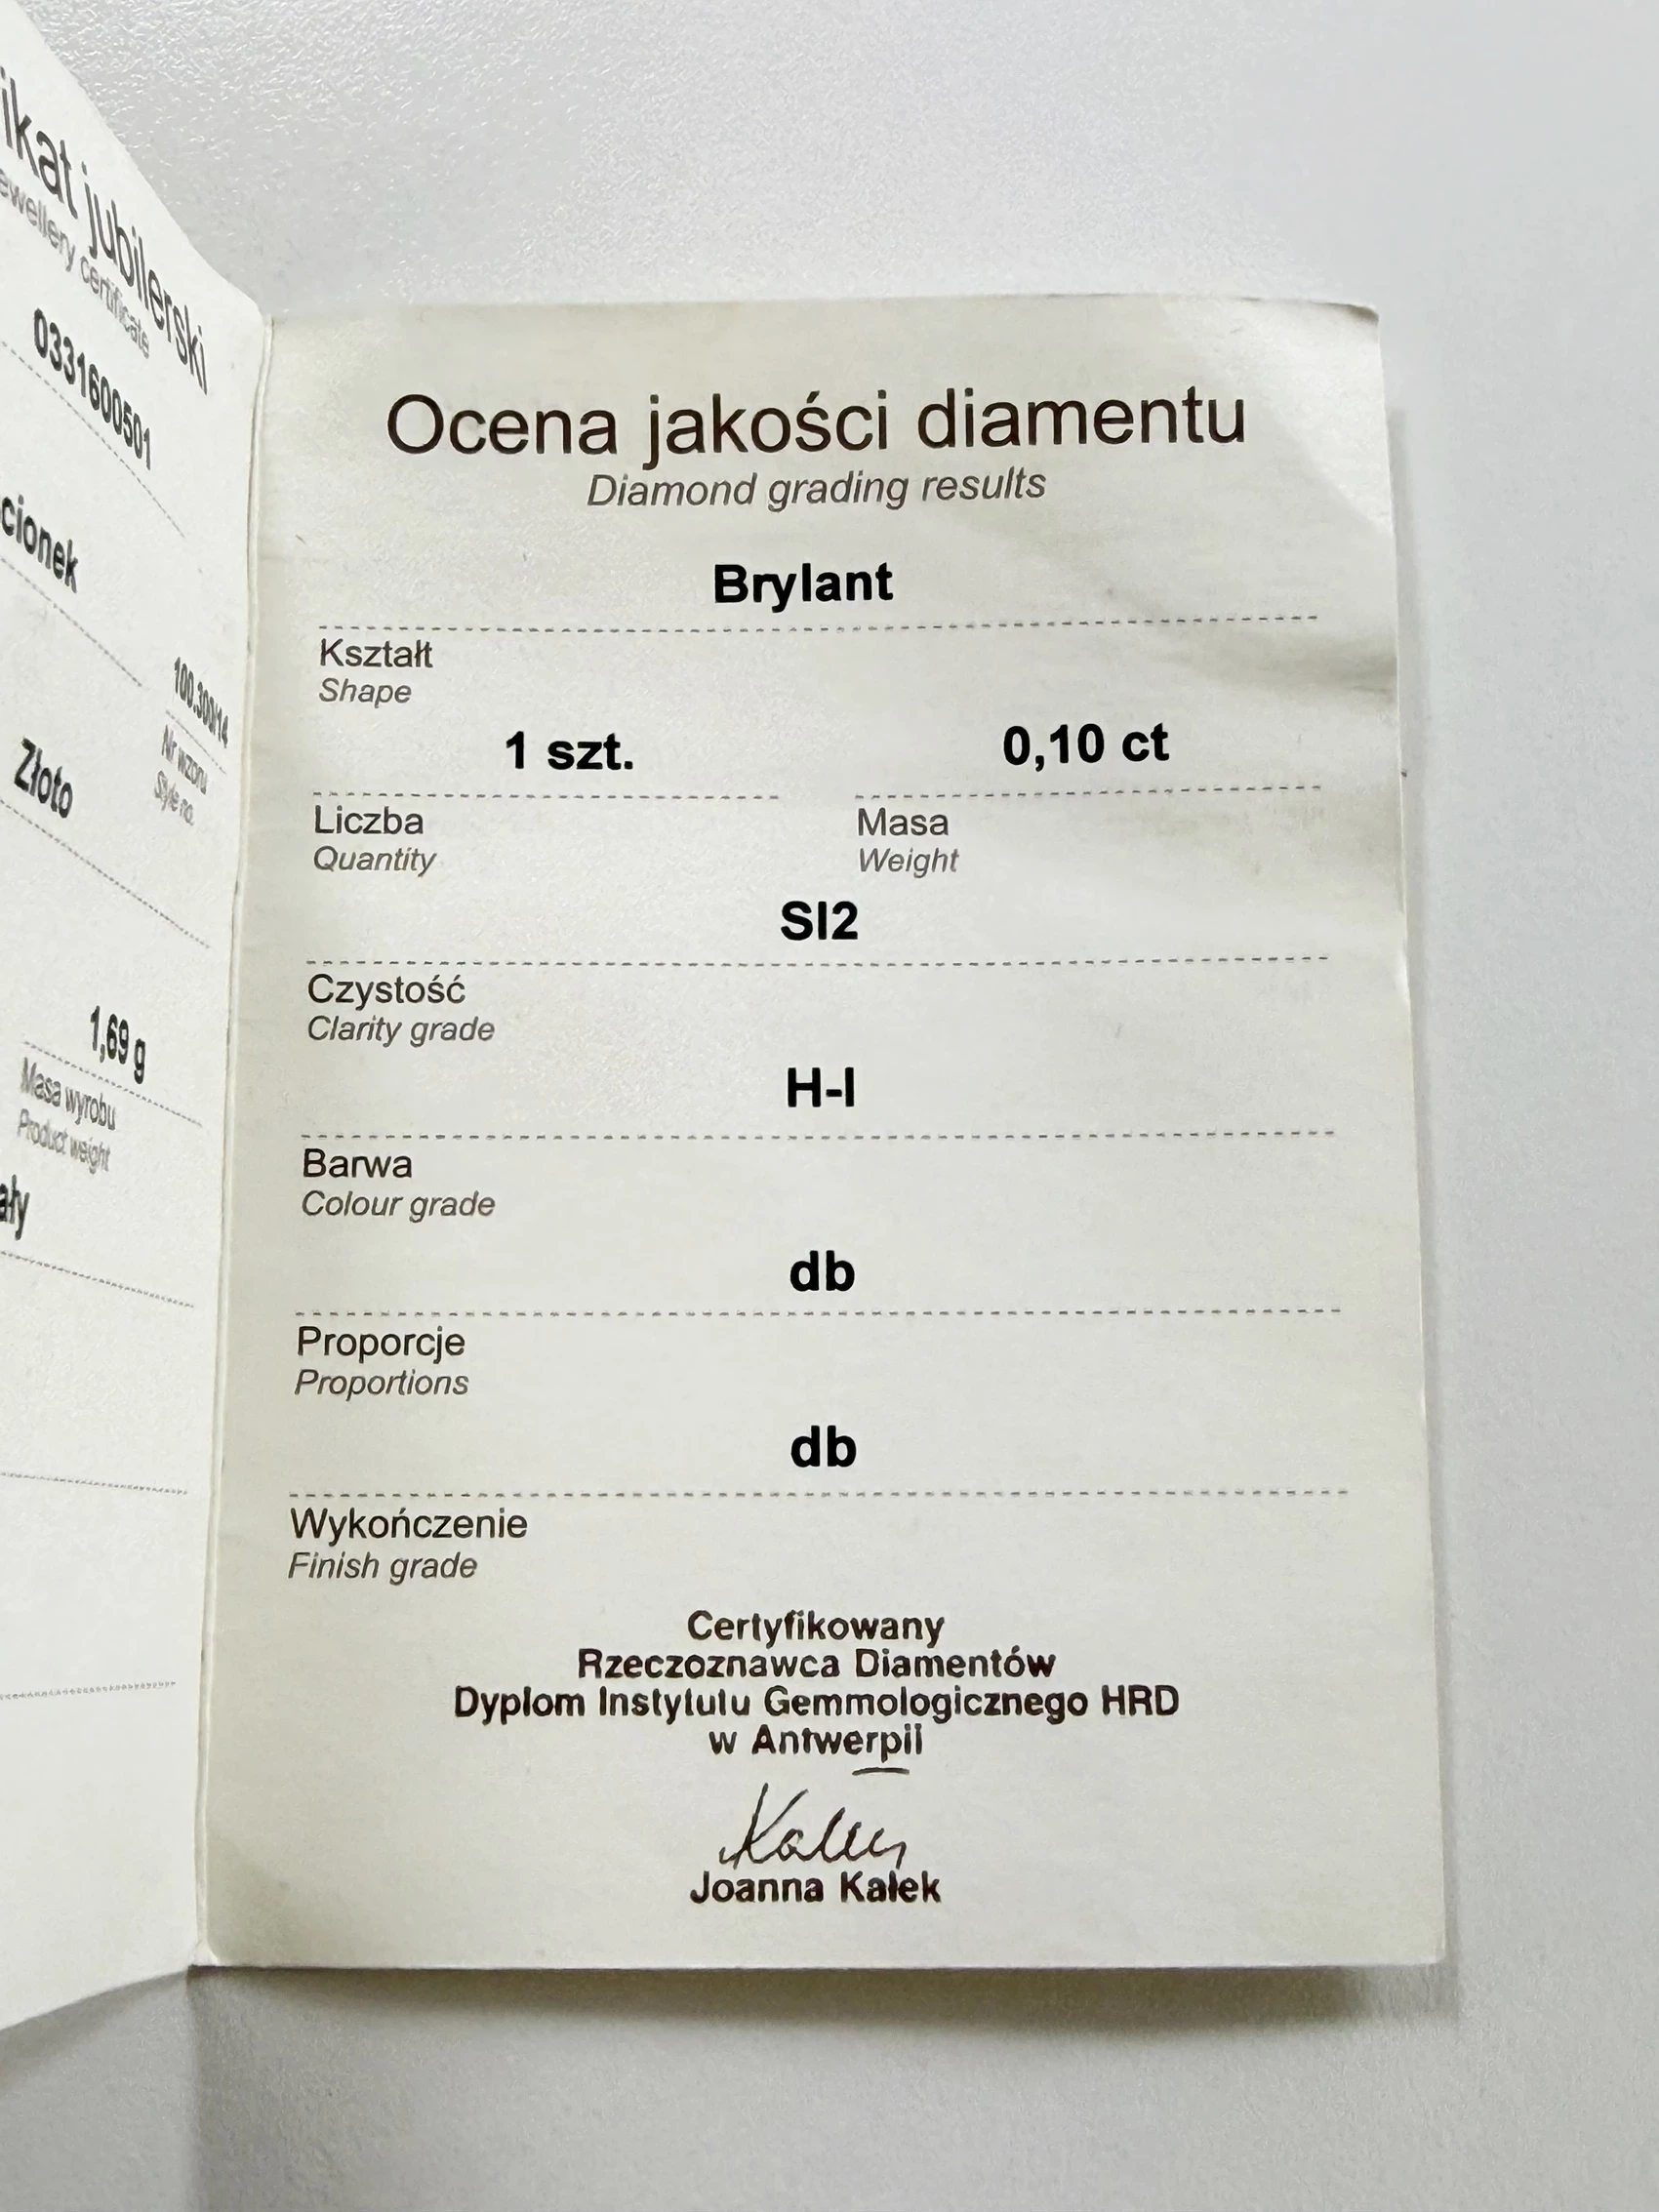 ikat jubilerski
ewellery certificate
0331600501
cionek
100.300/14
Nr wzoru
Style no.
Złoto
1,69 g
Masa wyrobu
Product weight
ały
Ocena jakości diamentu
Diamond grading results
Brylant
Kształt
Shape
1 szt. 0,10 ct
Liczba Masa
Quantity Weight
SI2
Czystość
Clarity grade
H-I
Barwa
Colour grade
db
Proporcje
Proportions
db
Wykończenie
Finish grade
Certyfikowany
Rzeczoznawca Diamentów
Dyplom Instytutu Gemmologicznego HRD
w Antwerpii
Joanna Kałek